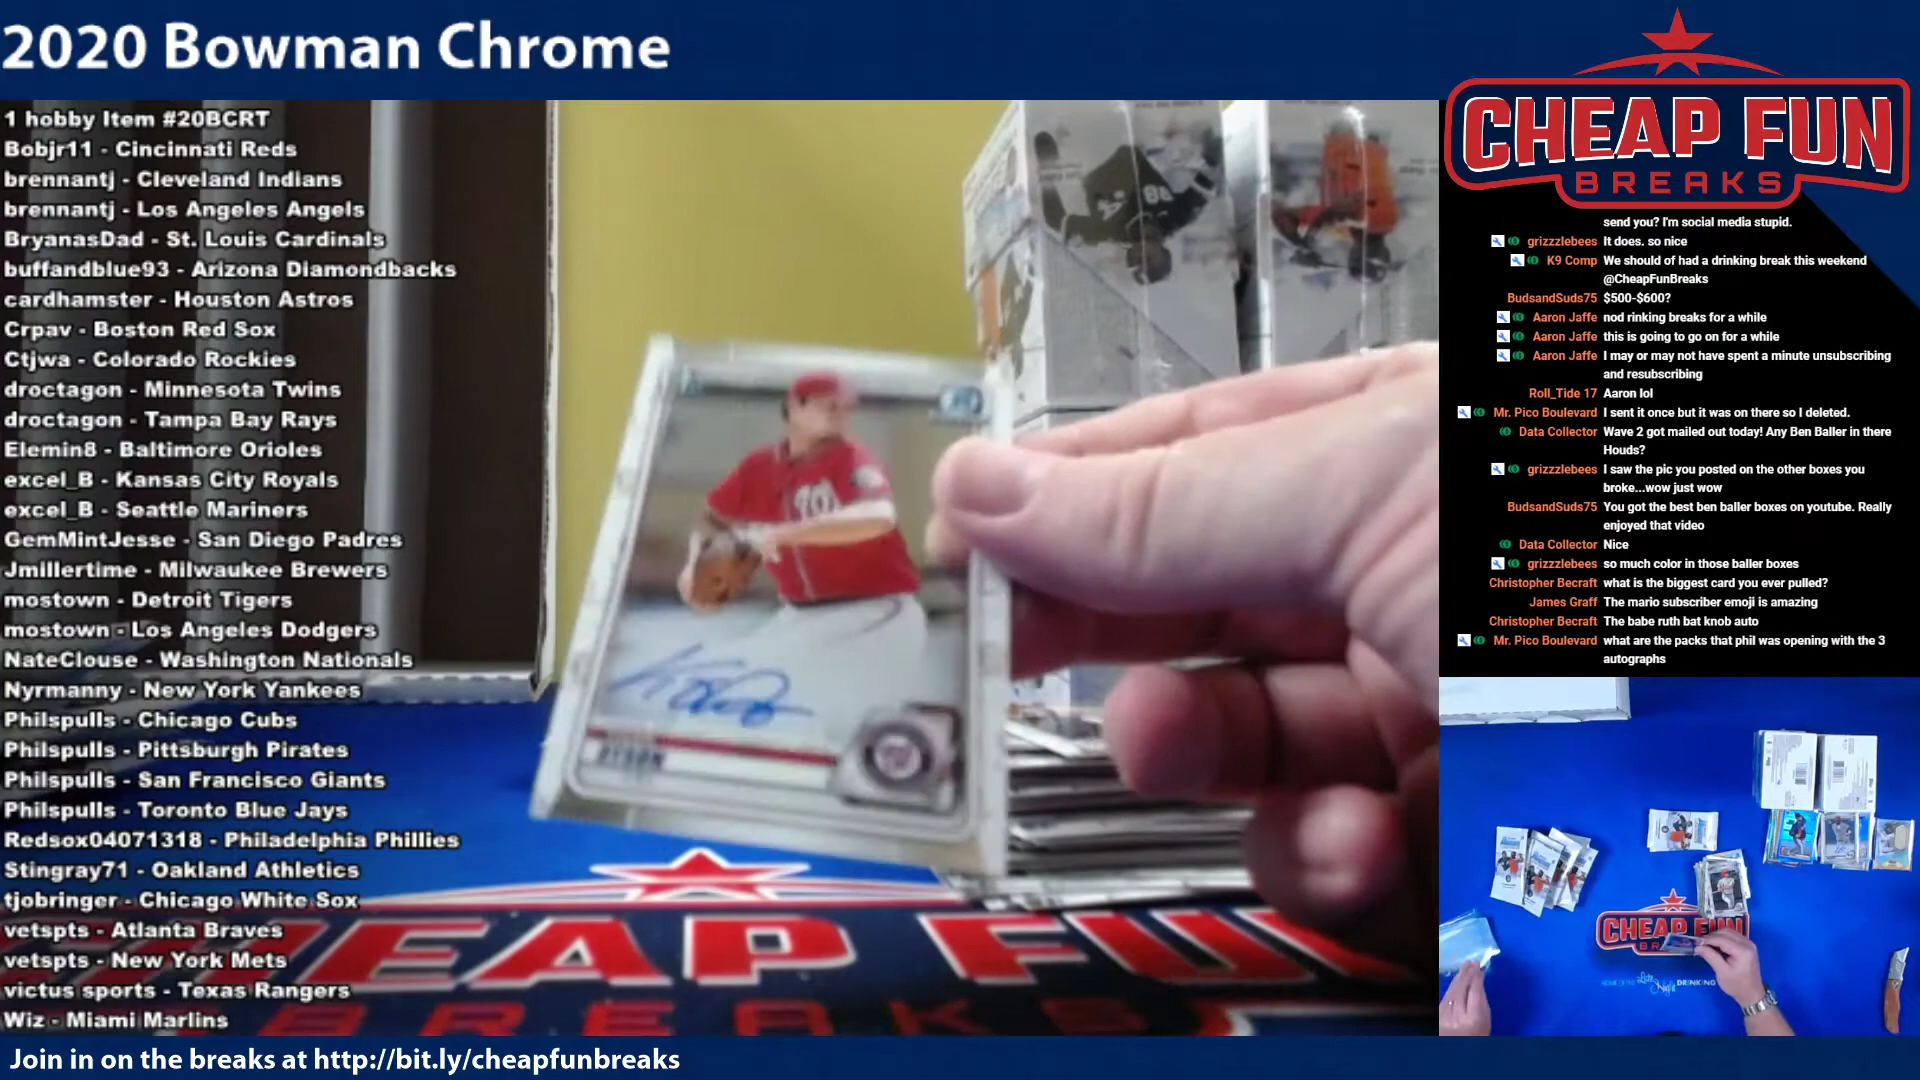 2020 Bowman Chrome
1 hobby Item #20BCRT
Bobjr11 - Cincinnati Reds
brennantj - Cleveland Indians
brennantj - Los Angeles Angels
BryanasDad - St. Louis Cardinals
buffandblue93 - Arizona Diamondbacks
cardhamster - Houston Astros
Crpav - Boston Red Sox
Ctjwa - Colorado Rockies
droctagon - Minnesota Twins
droctagon - Tampa Bay Rays
Elemin8 - Baltimore Orioles
excel_B - Kansas City Royals
excel_B - Seattle Mariners
GemMintJesse - San Diego Padres
Jmillertime - Milwaukee Brewers
mostown - Detroit Tigers
mostown - Los Angeles Dodgers
NateClouse - Washington Nationals
Nyrmanny - New York Yankees
Philspulls - Chicago Cubs
Philspulls - Pittsburgh Pirates
Philspulls - San Francisco Giants
Philspulls - Toronto Blue Jays
Redsox04071318 - Philadelphia Phillies
Stingray71 - Oakland Athletics
tjobringer - Chicago White Sox
vetspts - Atlanta Braves
vetspts - New York Mets
victus sports - Texas Rangers
Wiz - Miami Marlins
Join in on the breaks at http://bit.ly/cheapfunbreaks
CHEAP FUN
BREAKS
send you? I'm social media stupid.
grizzzlebees It does. so nice
K9 Comp We should of had a drinking break this weekend
@CheapFunBreaks
BudsandSuds75 $500-$600?
Aaron Jaffe nod rinking breaks for a while
Aaron Jaffe this is going to go on for a while
Aaron Jaffe I may or may not have spent a minute unsubscribing
and resubscribing
Roll_Tide 17 Aaron lol
Mr. Pico Boulevard I sent it once but it was on there so I deleted.
Data Collector Wave 2 got mailed out today! Any Ben Baller in there
Houds?
grizzzlebees I saw the pic you posted on the other boxes you
broke...wow just wow
BudsandSuds75 You got the best ben baller boxes on youtube. Really
enjoyed that video
Data Collector Nice
grizzzlebees so much color in those baller boxes
Christopher Becraft what is the biggest card you ever pulled?
James Graff The mario subscriber emoji is amazing
Christopher Becraft The babe ruth bat knob auto
Mr. Pico Boulevard what are the packs that phil was opening with the 3
autographs
EAP FU
BREAKS
CHEAP FUN